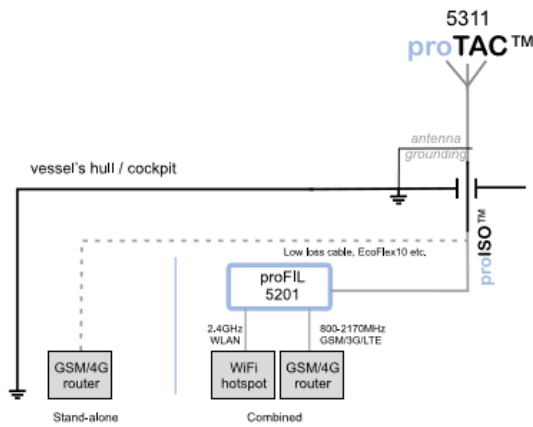 5311
proTAC™
antenna
grounding
vessel's hull / cockpit
proISO™
Low loss cable, EcoFlex10 etc.
proFIL
5201
2.4GHz
WLAN
800-2170MHz
GSM/3G/LTE
GSM/4G
router
WiFi
hotspot
GSM/4G
router
Stand-alone
Combined